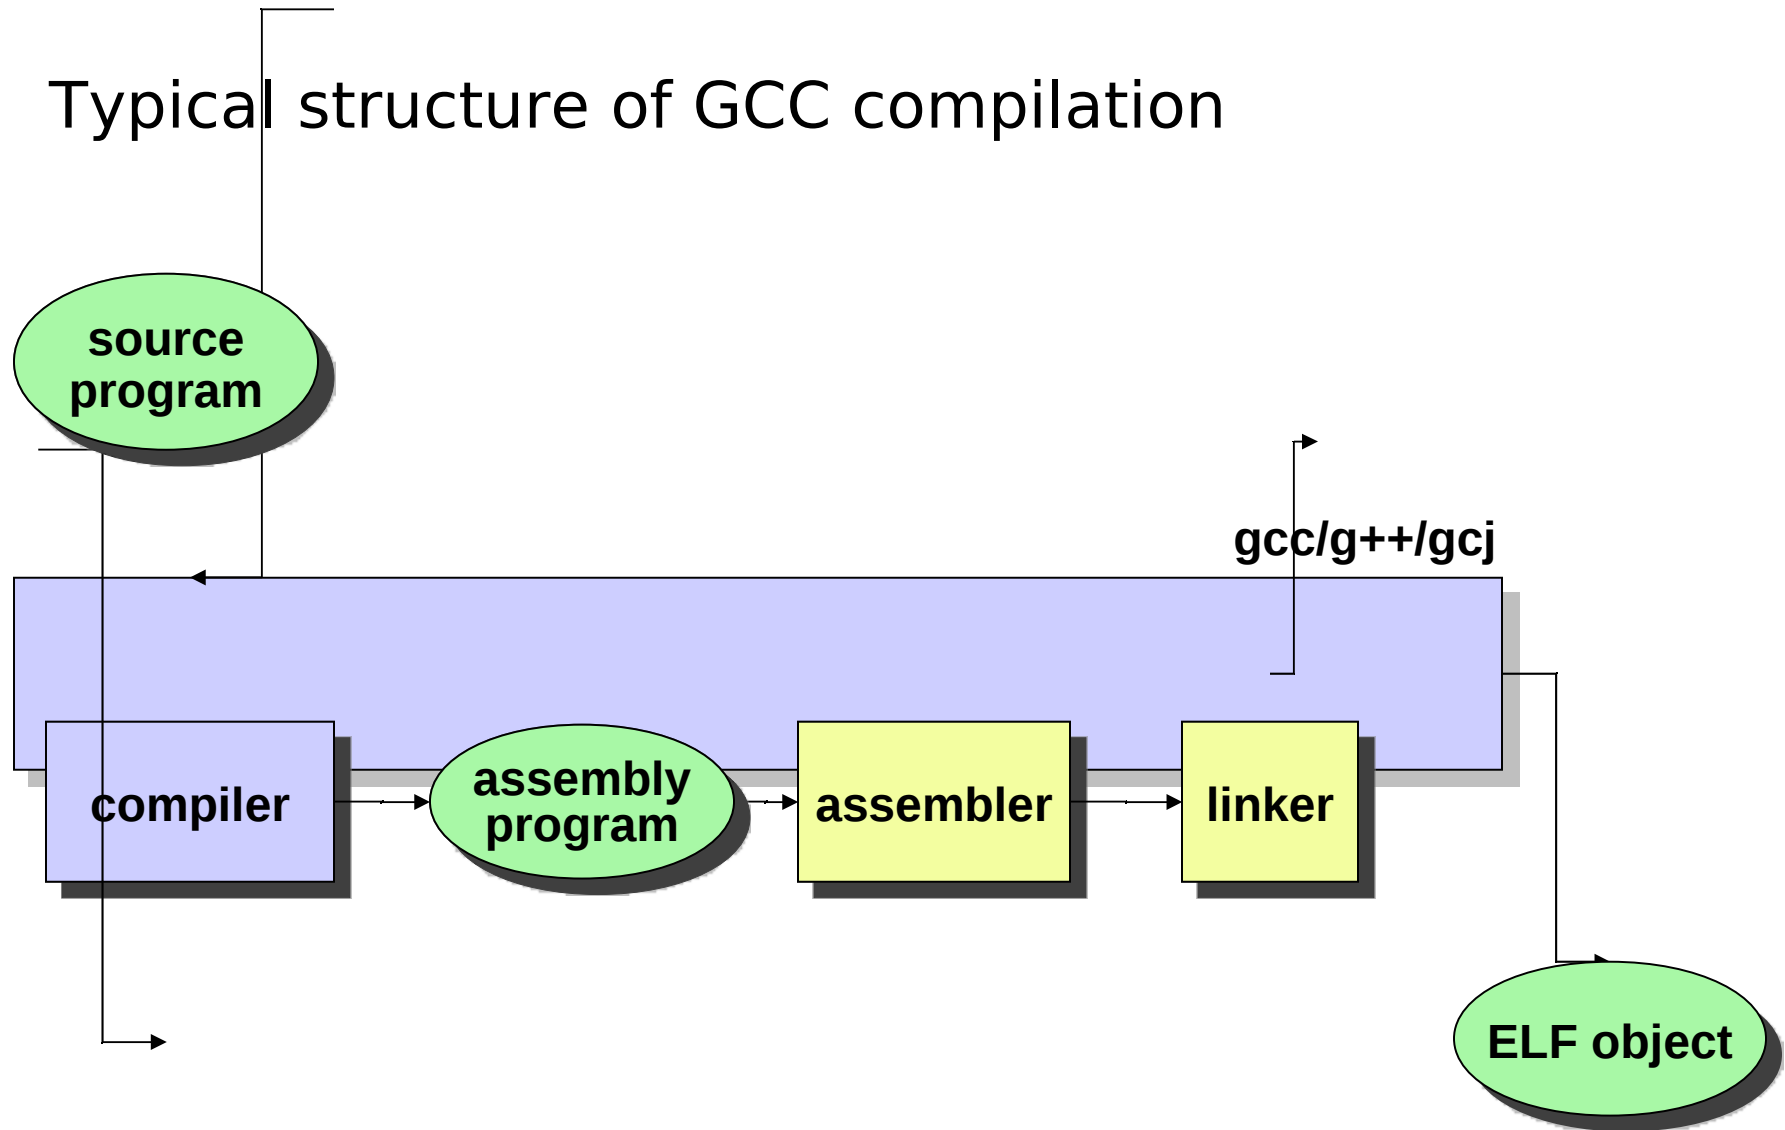 Typical structure of GCC compilation
source
program
gcc/g++/gcj
compiler
assembly
program
assembler
linker
ELF object